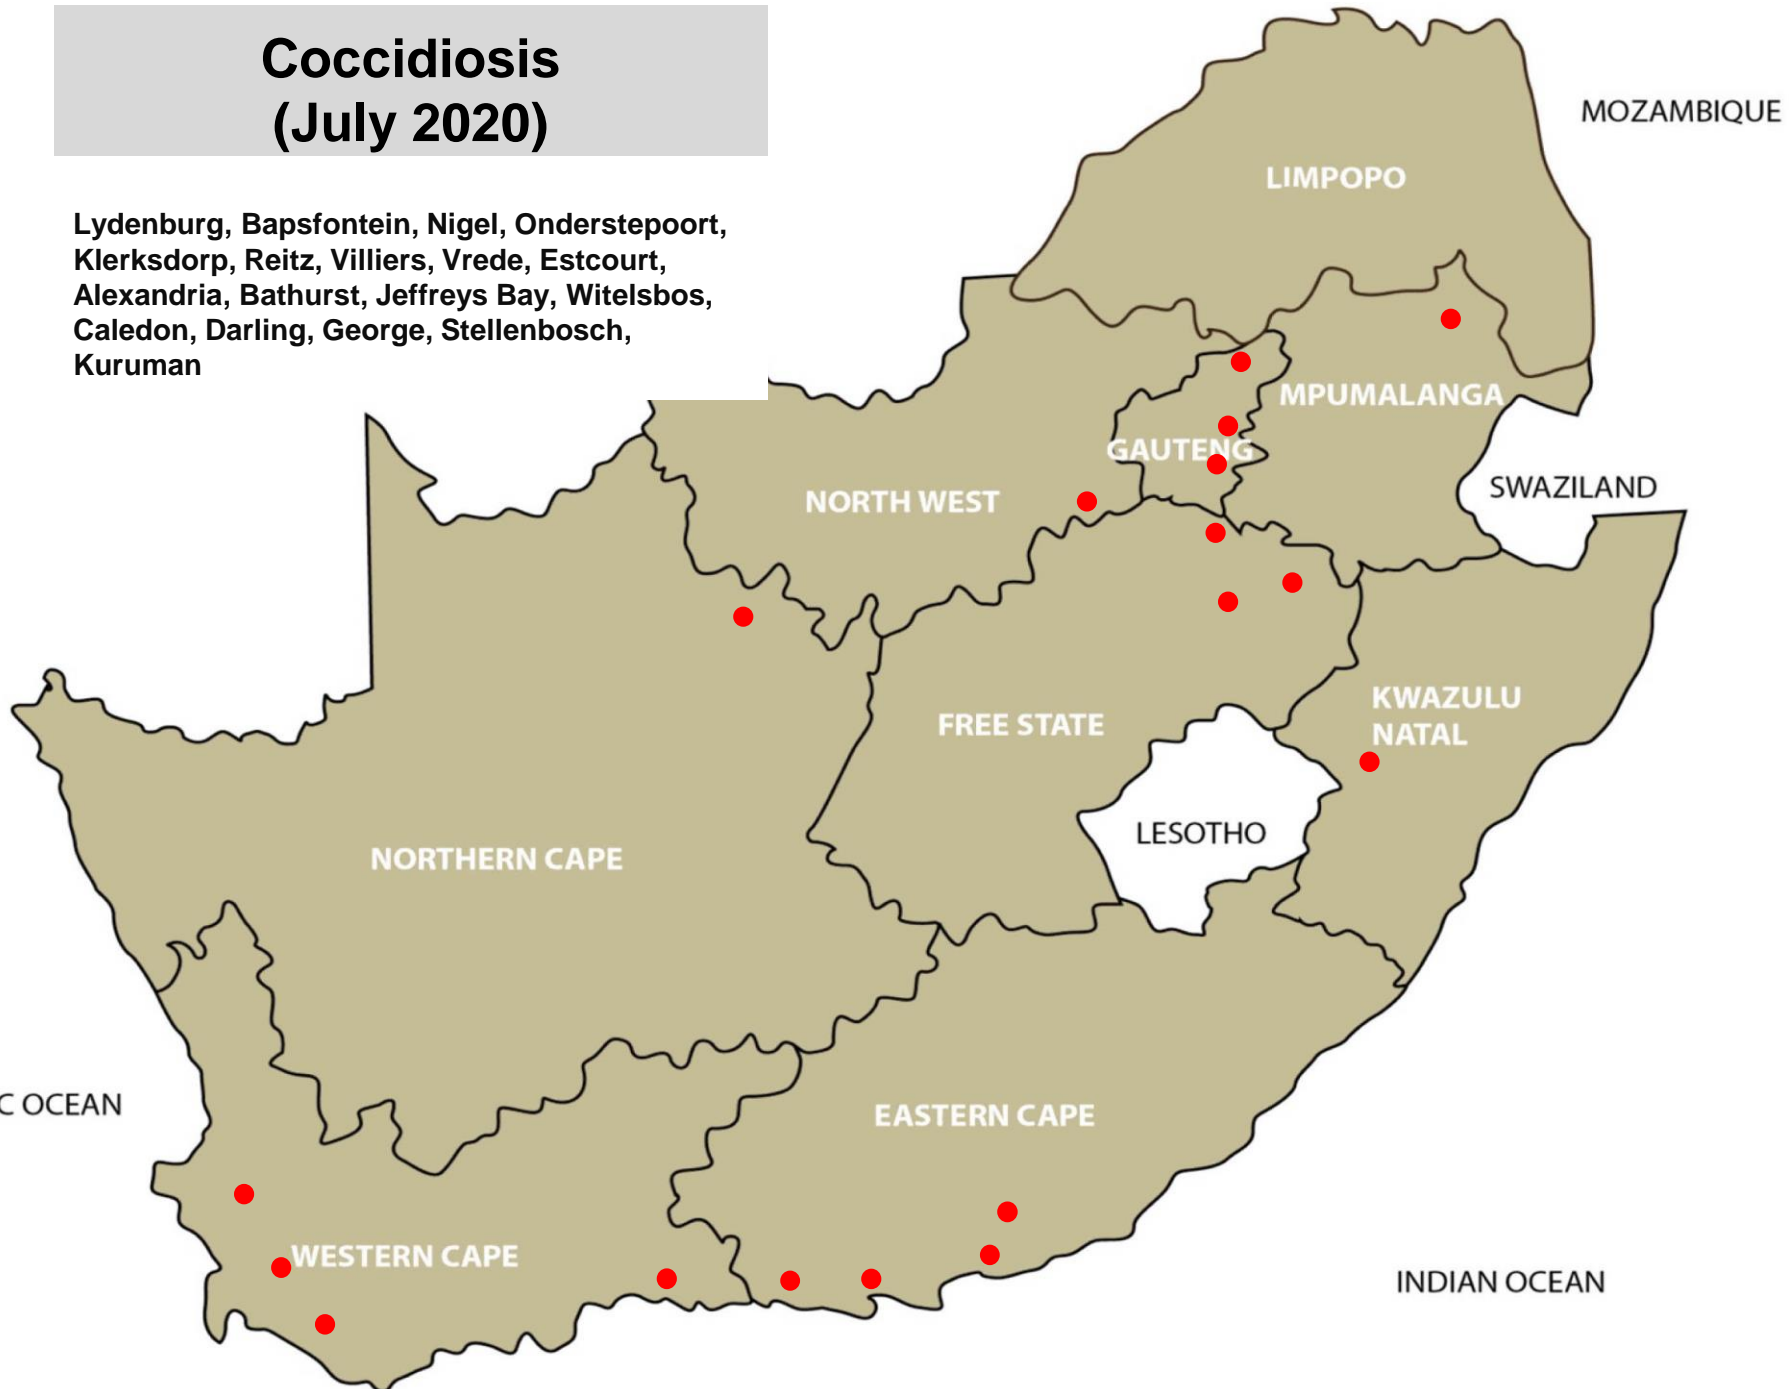 Coccidiosis
(July 2020)
Lydenburg, Bapsfontein, Nigel, Onderstepoort,
Klerksdorp, Reitz, Villiers, Vrede, Estcourt,
Alexandria, Bathurst, Jeffreys Bay, Witelsbos,
Caledon, Darling, George, Stellenbosch,
Kuruman
MOZAMBIQUE
LIMPOPO
MPUMALANGA
GAUTENG
NORTH WEST
SWAZILAND
KWAZULU
NATAL
FREE STATE
LESOTHO
NORTHERN CAPE
C OCEAN
EASTERN CAPE
WESTERN CAPE
INDIAN OCEAN